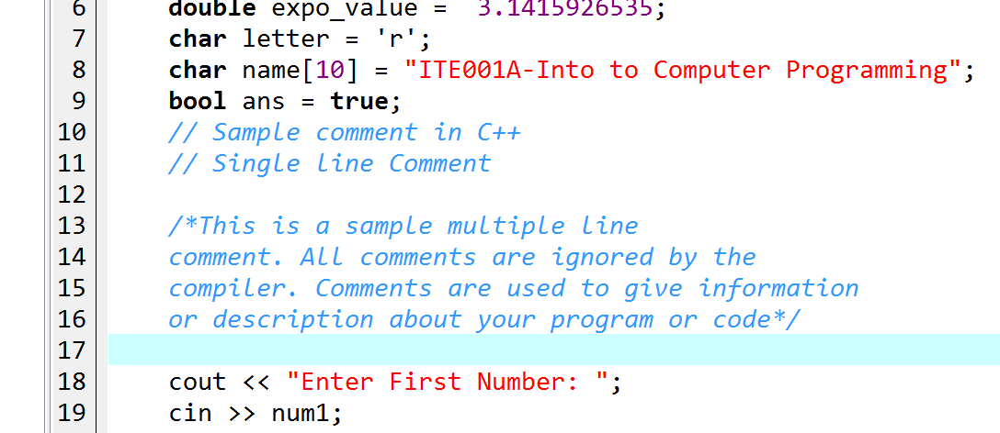 6 double expo_value = 3.1415926535;
7 char letter = 'r';
8 char name[10] = "ITE001A-Into to Computer Programming";
9 bool ans = true;
10 // Sample comment in C++
11 // Single line Comment
12
13 /*This is a sample multiple line
14 comment. All comments are ignored by the
15 compiler. Comments are used to give information
16 or description about your program or code*/
17
18 cout << "Enter First Number: ";
19 cin >> num1;